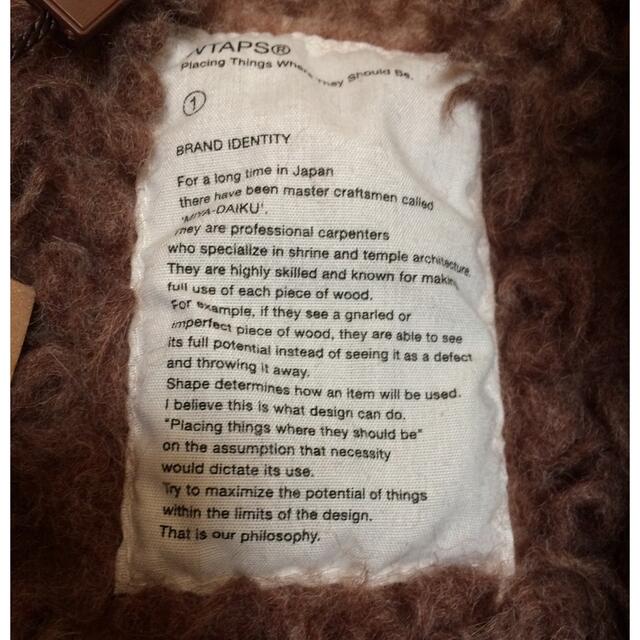 WTAPS®
Placing Things Where They Should Be.
1
BRAND IDENTITY
For a long time in Japan
there have been master craftsmen called
'MIYA-DAIKU'.
They are professional carpenters
who specialize in shrine and temple architecture.
They are highly skilled and known for making
full use of each piece of wood.
For example, if they see a gnarled or
imperfect piece of wood, they are able to see
its full potential instead of seeing it as a defect
and throwing it away.
Shape determines how an item will be used.
I believe this is what design can do.
"Placing things where they should be"
on the assumption that necessity
would dictate its use.
Try to maximize the potential of things
within the limits of the design.
That is our philosophy.